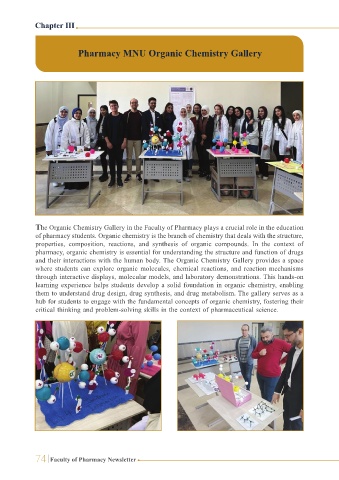 Chapter III
Pharmacy MNU Organic Chemistry Gallery
The Organic Chemistry Gallery in the Faculty of Pharmacy plays a crucial role in the education
of pharmacy students. Organic chemistry is the branch of chemistry that deals with the structure,
properties, composition, reactions, and synthesis of organic compounds. In the context of
pharmacy, organic chemistry is essential for understanding the structure and function of drugs
and their interactions with the human body. The Organic Chemistry Gallery provides a space
where students can explore organic molecules, chemical reactions, and reaction mechanisms
through interactive displays, molecular models, and laboratory demonstrations. This hands-on
learning experience helps students develop a solid foundation in organic chemistry, enabling
them to understand drug design, drug synthesis, and drug metabolism. The gallery serves as a
hub for students to engage with the fundamental concepts of organic chemistry, fostering their
critical thinking and problem-solving skills in the context of pharmaceutical science.
74 Faculty of Pharmacy Newsletter